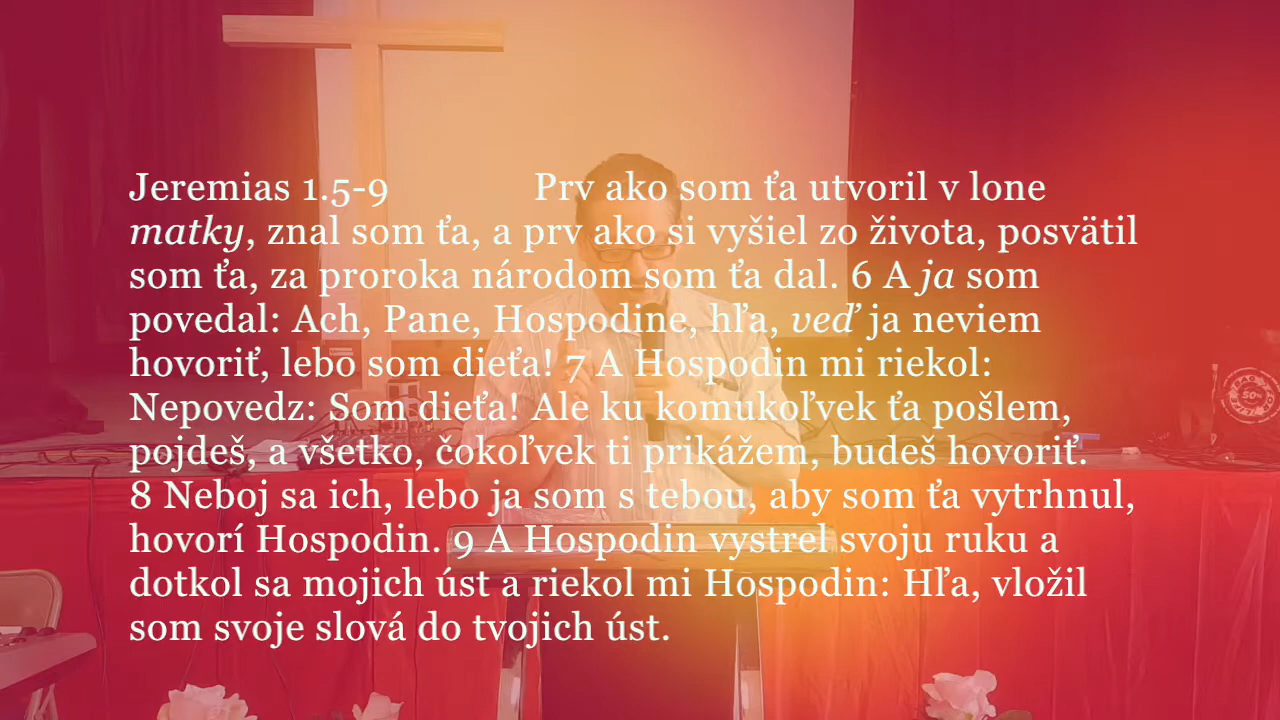 Jeremias 1.5-9 Prv ako som ťa utvoril v lone
matky, znal som ťa, a prv ako si vyšiel zo života, posvätil
som ťa, za proroka národom som ťa dal. 6 A ja som
povedal: Ach, Pane, Hospodine, hľa, veď ja neviem
hovoriť, lebo som dieťa! 7 A Hospodin mi riekol:
Nepovedz: Som dieťa! Ale ku komukoľvek ťa pošlem,
pojdeš, a všetko, čokoľvek ti prikážem, budeš hovoriť.
8 Neboj sa ich, lebo ja som s tebou, aby som ťa vytrhnul,
hovorí Hospodin. 9 A Hospodin vystrel svoju ruku a
dotkol sa mojich úst a riekol mi Hospodin: Hľa, vložil
som svoje slová do tvojich úst.
50%